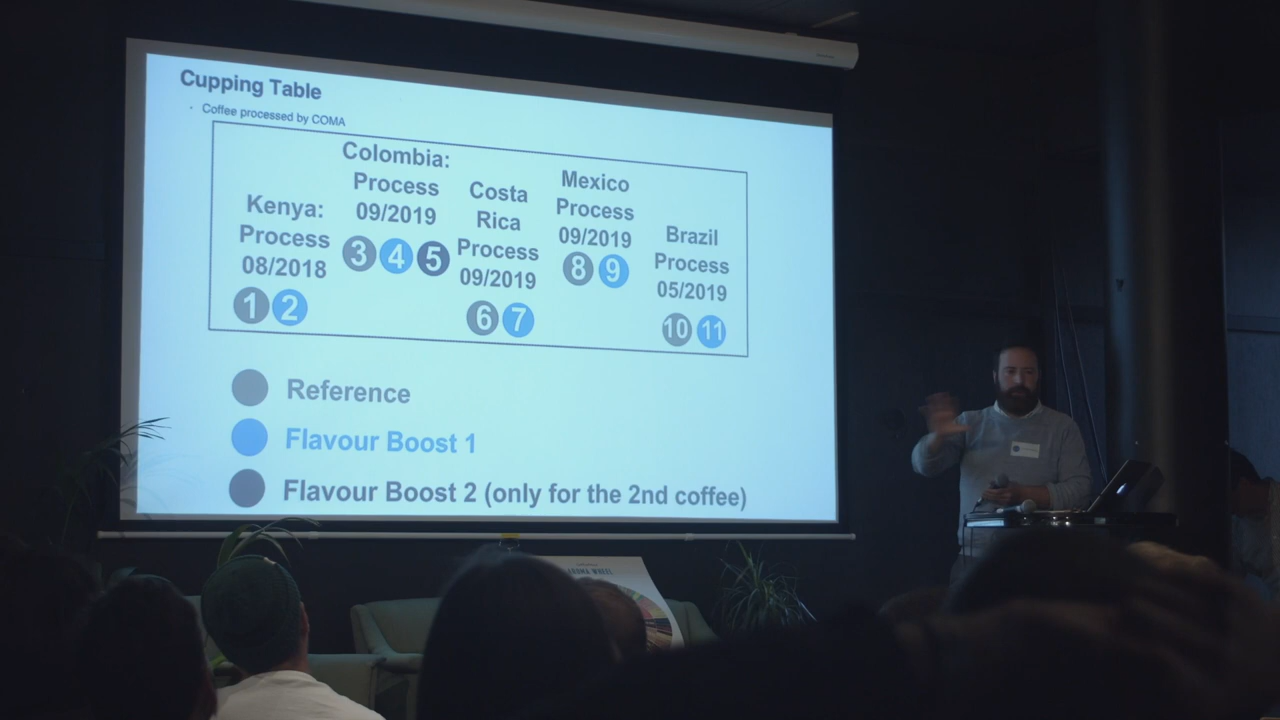 Cupping Table
• Coffee processed by COMA
Kenya:
Process
08/2018
1 2
Colombia:
Process
09/2019
3 4 5
Costa
Rica
Process
09/2019
6 7
Mexico
Process
09/2019
8 9
Brazil
Process
05/2019
10 11
Reference
Flavour Boost 1
Flavour Boost 2 (only for the 2nd coffee)
AROMA WHEEL